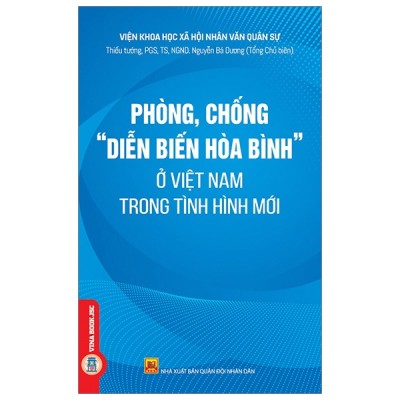 VIỆN KHOA HỌC XÃ HỘI NHÂN VĂN QUÂN SỰ
Thiếu tướng, PGS, TS, NGND. Nguyễn Bá Dương (Tổng Chủ biên)
PHÒNG, CHỐNG
“DIỄN BIẾN HÒA BÌNH”
Ở VIỆT NAM
TRONG TÌNH HÌNH MỚI
VINA BOOK.JSC
NHÀ XUẤT BẢN QUÂN ĐỘI NHÂN DÂN